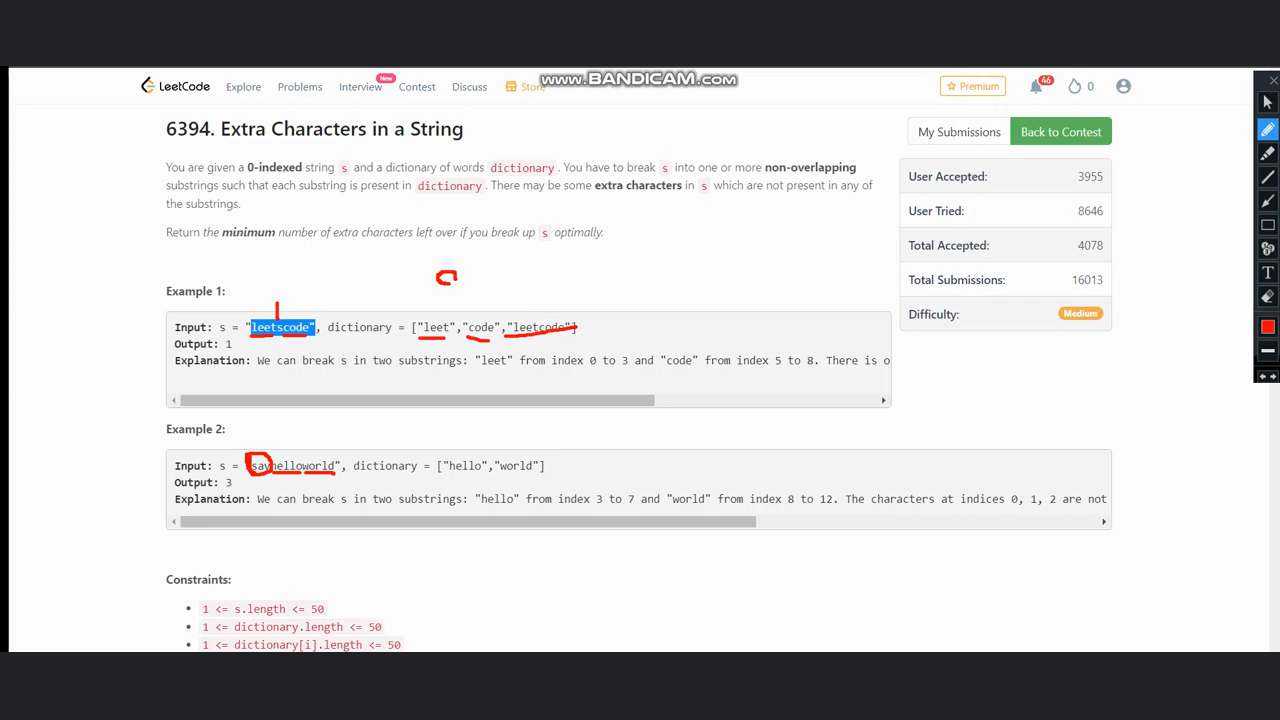 www.BANDICAM.com
LeetCode Explore Problems Interview New Contest Discuss Store Premium 46 0
6394. Extra Characters in a String
My Submissions Back to Contest
You are given a 0-indexed string s and a dictionary of words dictionary. You have to break s into one or more non-overlapping
substrings such that each substring is present in dictionary. There may be some extra characters in s which are not present in any of
the substrings.
Return the minimum number of extra characters left over if you break up s optimally.
User Accepted: 3955
User Tried: 8646
Total Accepted: 4078
Total Submissions: 16013
Difficulty: Medium
Example 1:
Input: s = "leetscode", dictionary = ["leet","code","leetcode"]
Output: 1
Explanation: We can break s in two substrings: "leet" from index 0 to 3 and "code" from index 5 to 8. There is o
Example 2:
Input: s = "sayhelloworld", dictionary = ["hello","world"]
Output: 3
Explanation: We can break s in two substrings: "hello" from index 3 to 7 and "world" from index 8 to 12. The characters at indices 0, 1, 2 are not
Constraints:
1 <= s.length <= 50
1 <= dictionary.length <= 50
1 <= dictionary[i].length <= 50
T